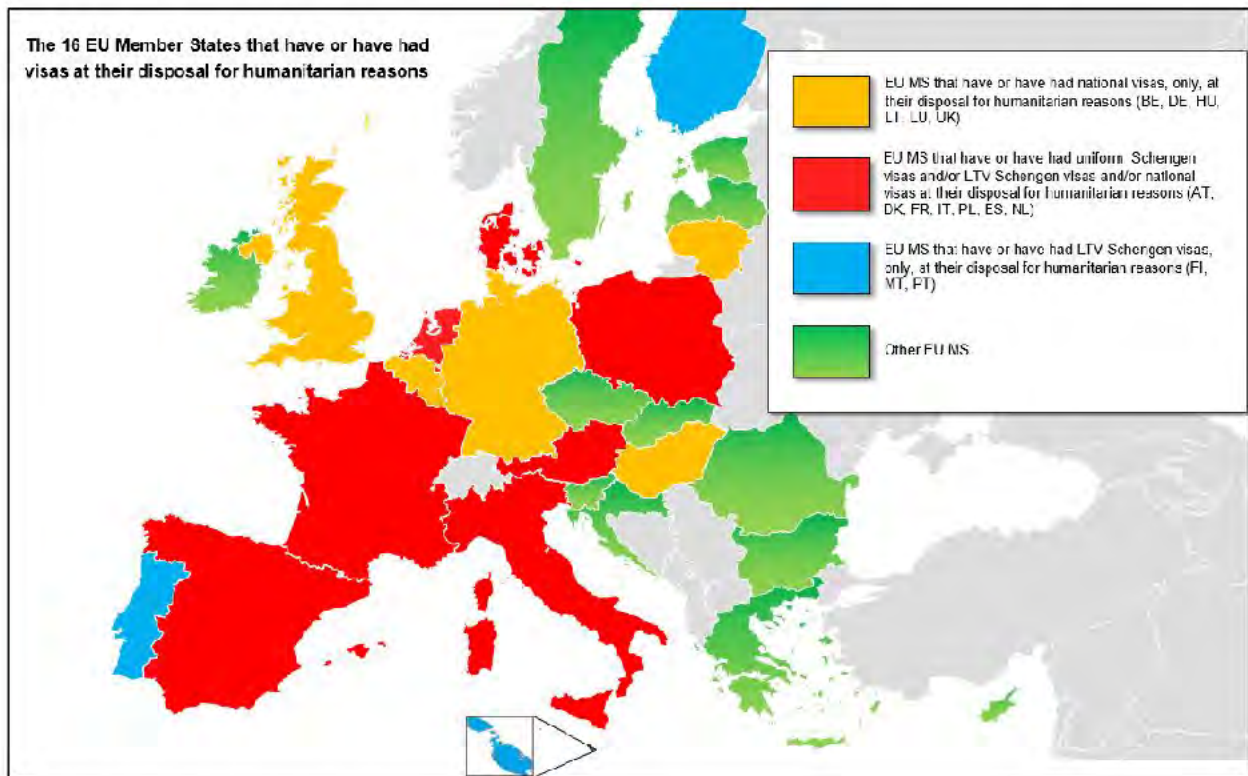 The 16 EU Member States that have or have had
visas at their disposal for humanitarian reasons
EU MS that have or have had national visas, only, at
their disposal for humanitarian reasons (BE, DE, HU,
LT, LU, UK)
EU MS that have or have had uniform Schengen
visas and/or LTV Schengen visas and/or national
visas at their disposal for humanitarian reasons (AT,
DK, FR, IT, PL, ES, NL)
EU MS that have or have had LTV Schengen visas,
only, at their disposal for humanitarian reasons (FI,
MT, PT)
Other EU MS